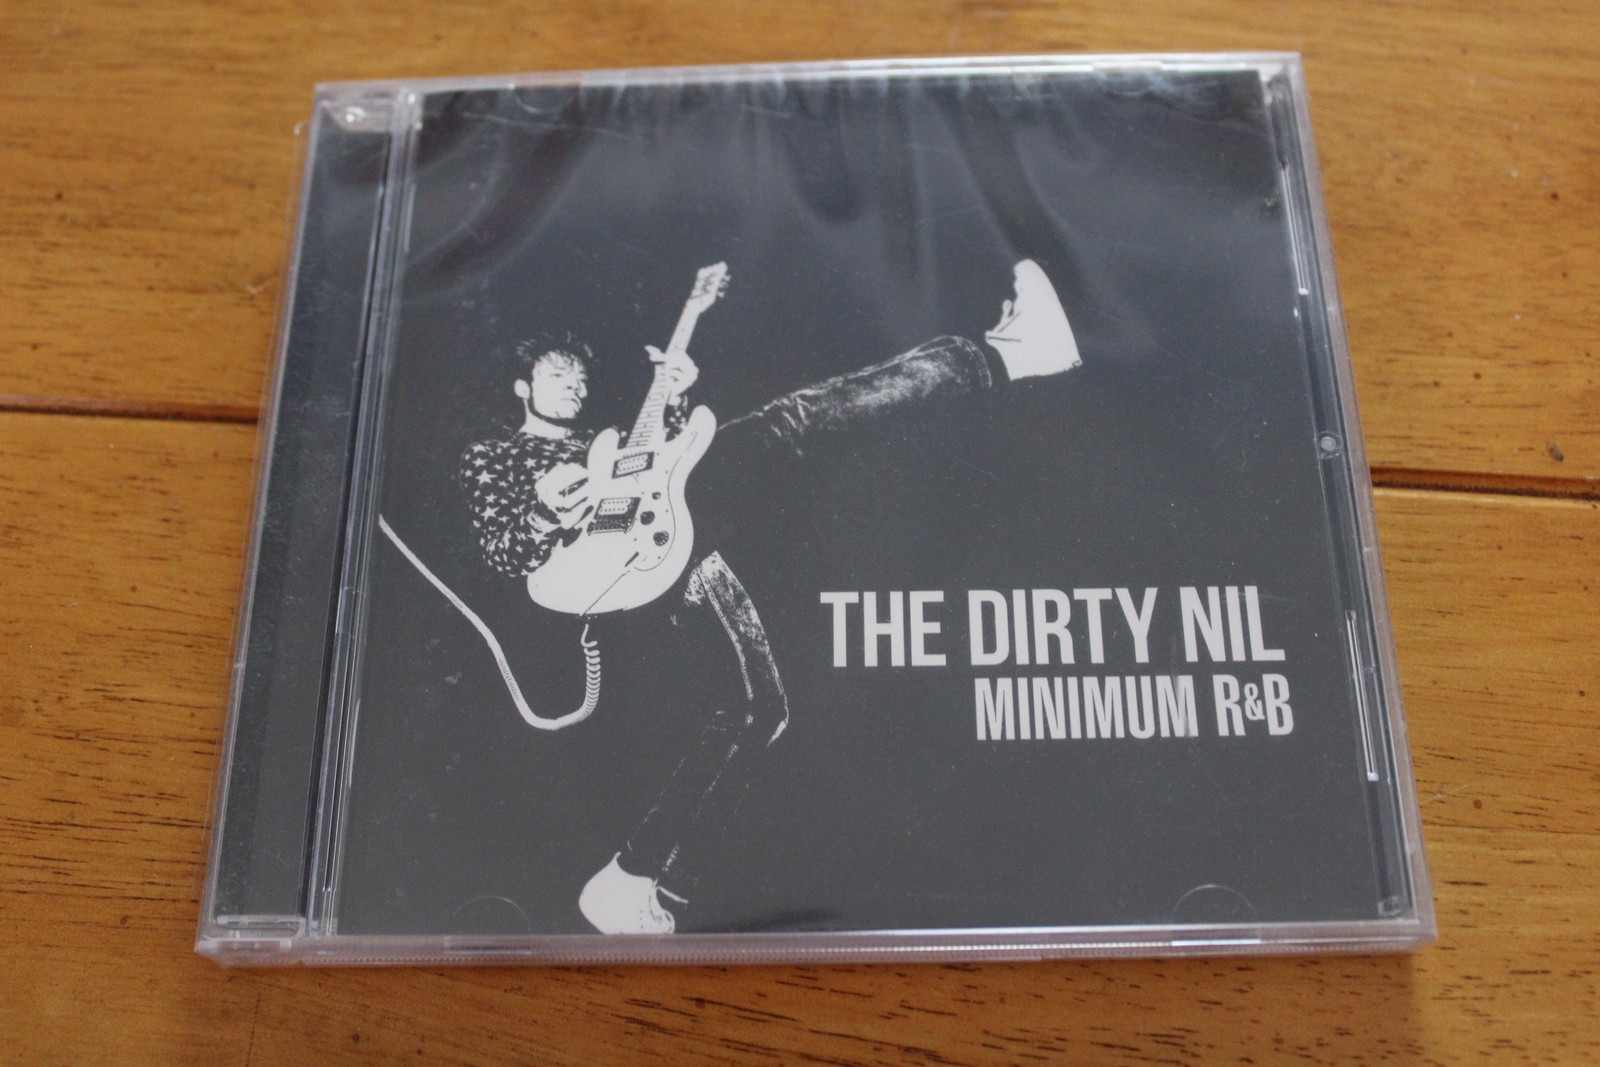 THE DIRTY NIL
MINIMUM R&B